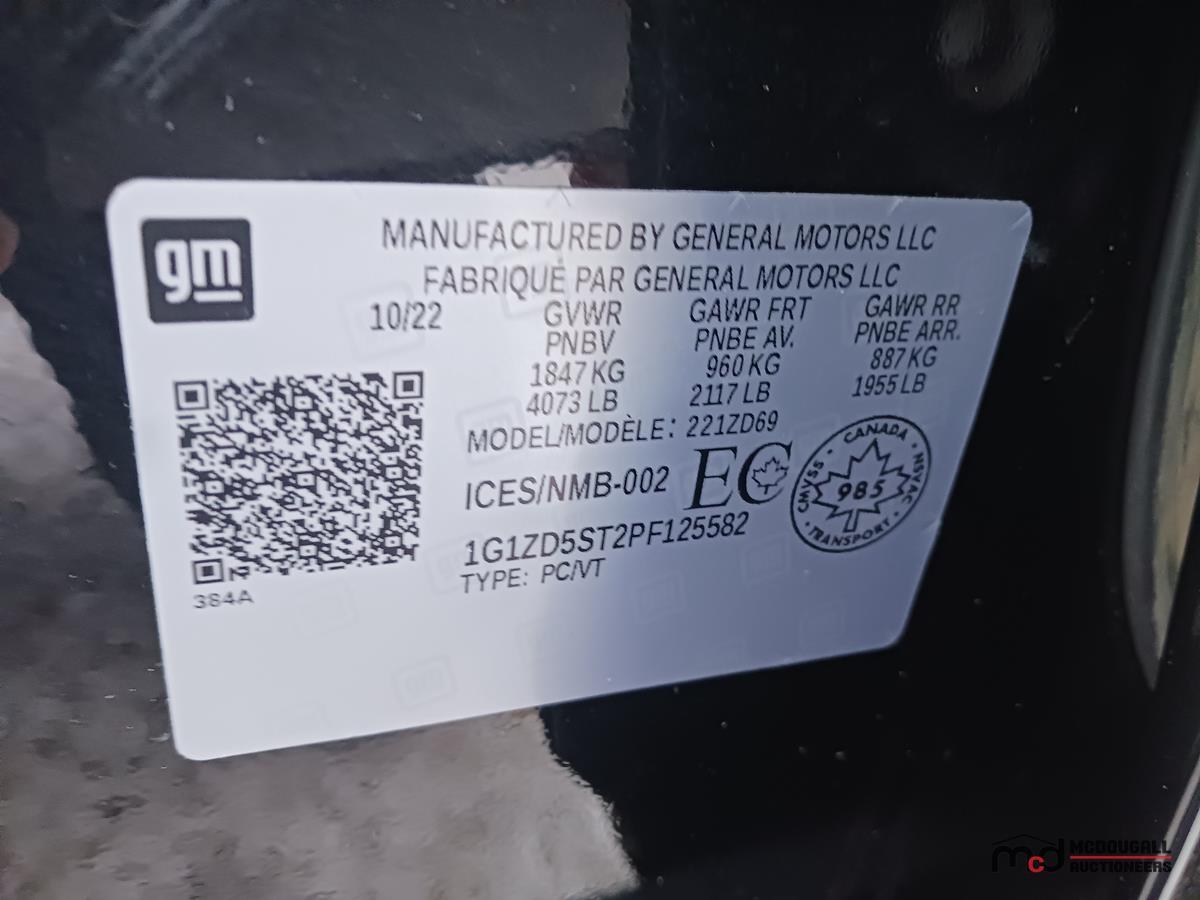 gm
MANUFACTURED BY GENERAL MOTORS LLC
FABRIQUÉ PAR GENERAL MOTORS LLC
10/22 GVWR GAWR FRT GAWR RR
PNBV PNBE AV. PNBE ARR.
1847 KG 960 KG 887 KG
4073 LB 2117 LB 1955 LB
MODEL/MODÈLE: 221ZD69
ICES/NMB-002 EC
CANADA
CMVSS 985 NSVAC
TRANSPORT
1G1ZD5ST2PF125582
TYPE: PC/VT
384A
mcd MCDOUGALL
AUCTIONEERS